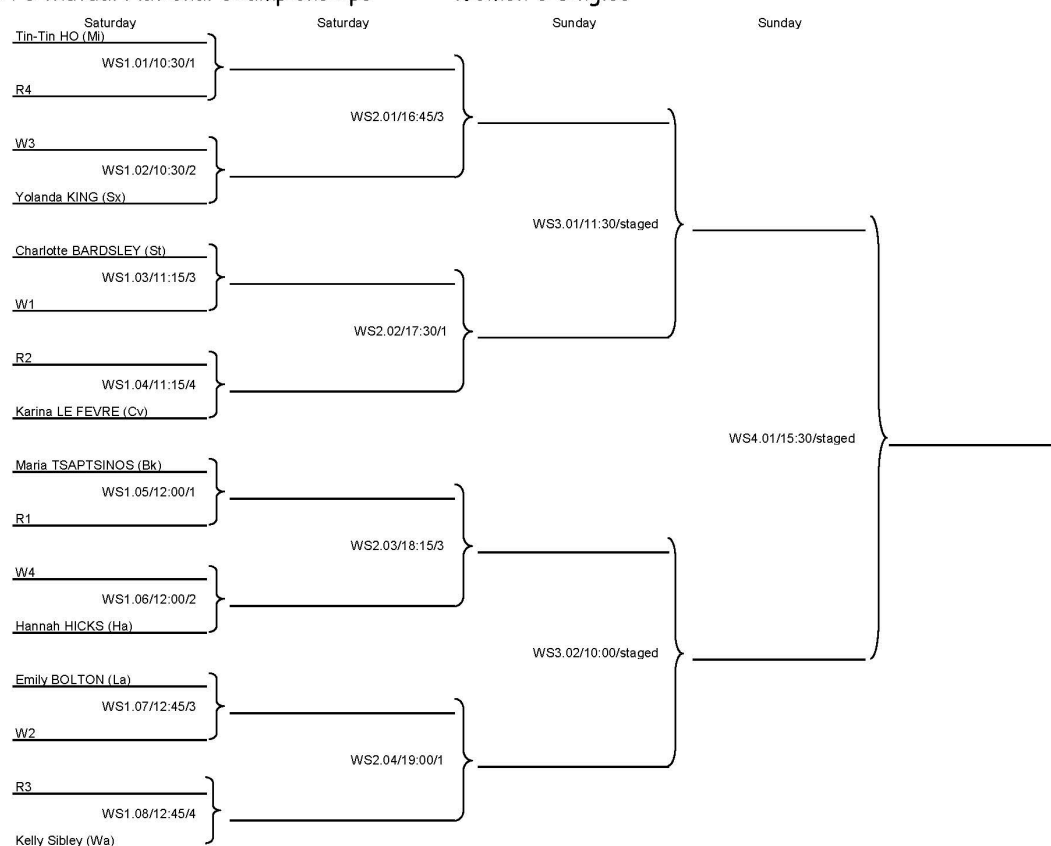 Women's Singles
Saturday Saturday Sunday Sunday
Tin-Tin HO (Mi)
WS1.01/10:30/1
R4
WS2.01/16:45/3
W3
WS1.02/10:30/2
Yolanda KING (Sx)
WS3.01/11:30/staged
Charlotte BARDSLEY (St)
WS1.03/11:15/3
W1
WS2.02/17:30/1
R2
WS1.04/11:15/4
Karina LE FEVRE (Cv)
WS4.01/15:30/staged
Maria TSAPTSINOS (Bk)
WS1.05/12:00/1
R1
WS2.03/18:15/3
W4
WS1.06/12:00/2
Hannah HICKS (Ha)
WS3.02/10:00/staged
Emily BOLTON (La)
WS1.07/12:45/3
W2
WS2.04/19:00/1
R3
WS1.08/12:45/4
Kelly Sibley (Wa)